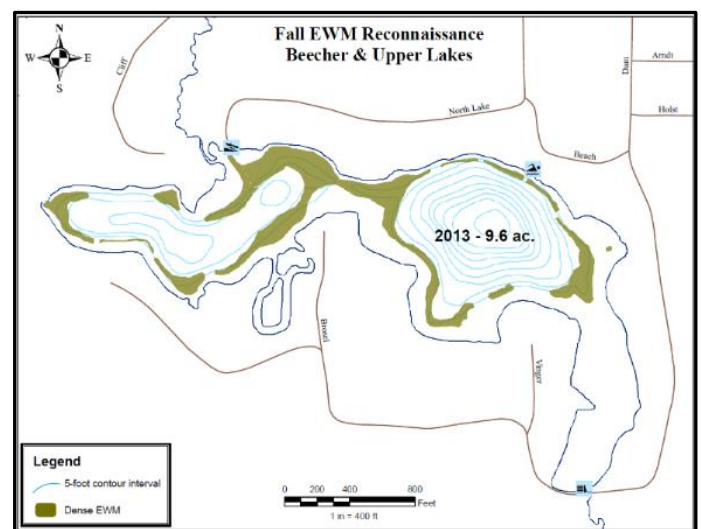 Fall EWM Reconnaissance
Beecher & Upper Lakes
N
W
E
S
Cliff
Dam
Arndt
North Lake
Holst
Beach
2013 - 9.6 ac.
Vinger
Legend
5-foot contour interval
Dense EWM
0 200 400 800
Feet
1 in = 400 ft